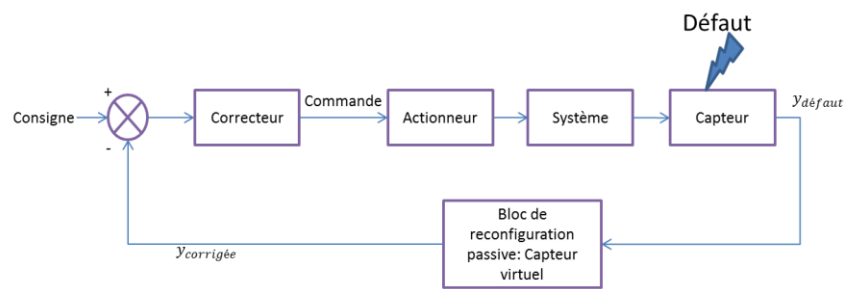 Défaut
+
Consigne
-
Correcteur
Commande
Actionneur
Système
Capteur
y_défaut
Bloc de
reconfiguration
passive: Capteur
virtuel
y_corrigée